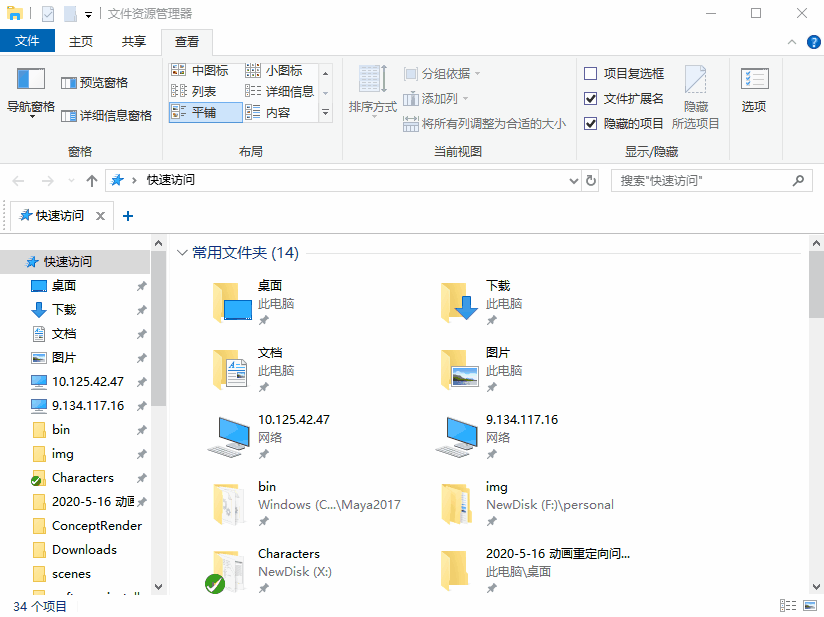 文件资源管理器
文件 主页 共享 查看
导航窗格
预览窗格
详细信息窗格
窗格
中图标 小图标
列表 详细信息
平铺 内容
布局
排序方式
分组依据
添加列
将所有列调整为合适的大小
当前视图
项目复选框
文件扩展名
隐藏的项目
隐藏
所选项目
显示/隐藏
选项
快速访问
搜索"快速访问"
快速访问
快速访问
桌面
下载
文档
图片
10.125.42.47
9.134.117.16
bin
img
Characters
2020-5-16 动画
ConceptRender
Downloads
scenes
常用文件夹 (14)
桌面
此电脑
下载
此电脑
文档
此电脑
图片
此电脑
10.125.42.47
网络
9.134.117.16
网络
bin
Windows (C...\Maya2017
img
NewDisk (F:)\personal
Characters
NewDisk (X:)
2020-5-16 动画重定向问...
此电脑\桌面
34 个项目